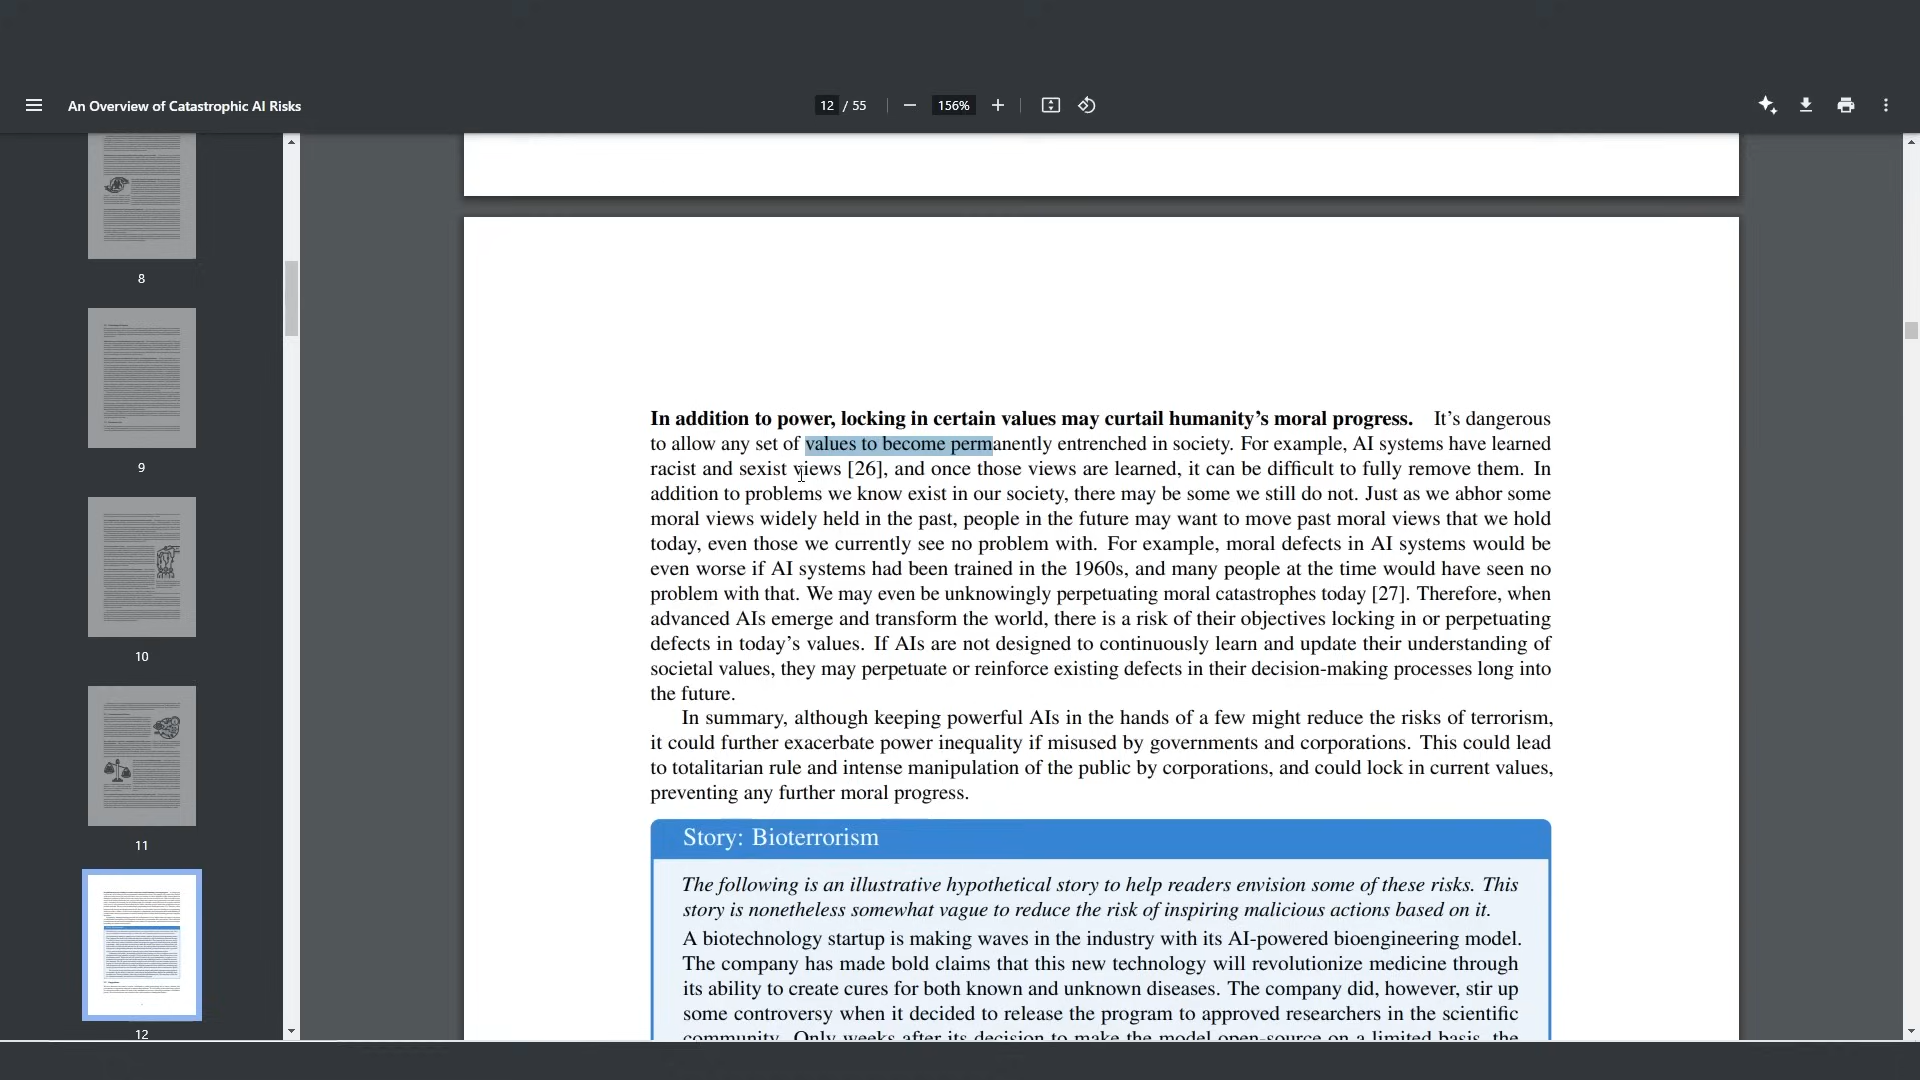 An Overview of Catastrophic AI Risks
12 / 55
156%
8
9
10
11
12
In addition to power, locking in certain values may curtail humanity's moral progress. It's dangerous
to allow any set of values to become permanently entrenched in society. For example, AI systems have learned
racist and sexist views [26], and once those views are learned, it can be difficult to fully remove them. In
addition to problems we know exist in our society, there may be some we still do not. Just as we abhor some
moral views widely held in the past, people in the future may want to move past moral views that we hold
today, even those we currently see no problem with. For example, moral defects in AI systems would be
even worse if AI systems had been trained in the 1960s, and many people at the time would have seen no
problem with that. We may even be unknowingly perpetuating moral catastrophes today [27]. Therefore, when
advanced AIs emerge and transform the world, there is a risk of their objectives locking in or perpetuating
defects in today's values. If AIs are not designed to continuously learn and update their understanding of
societal values, they may perpetuate or reinforce existing defects in their decision-making processes long into
the future.
In summary, although keeping powerful AIs in the hands of a few might reduce the risks of terrorism,
it could further exacerbate power inequality if misused by governments and corporations. This could lead
to totalitarian rule and intense manipulation of the public by corporations, and could lock in current values,
preventing any further moral progress.
Story: Bioterrorism
The following is an illustrative hypothetical story to help readers envision some of these risks. This
story is nonetheless somewhat vague to reduce the risk of inspiring malicious actions based on it.
A biotechnology startup is making waves in the industry with its AI-powered bioengineering model.
The company has made bold claims that this new technology will revolutionize medicine through
its ability to create cures for both known and unknown diseases. The company did, however, stir up
some controversy when it decided to release the program to approved researchers in the scientific
community. Only weeks after its decision to make the model open-source on a limited basis, the